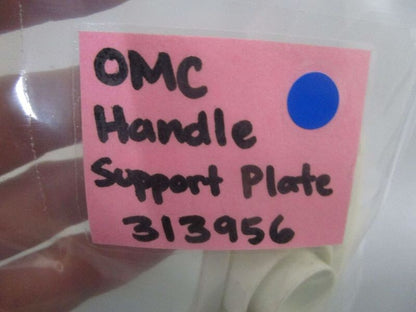 OMC
Handle
Support Plate
313956